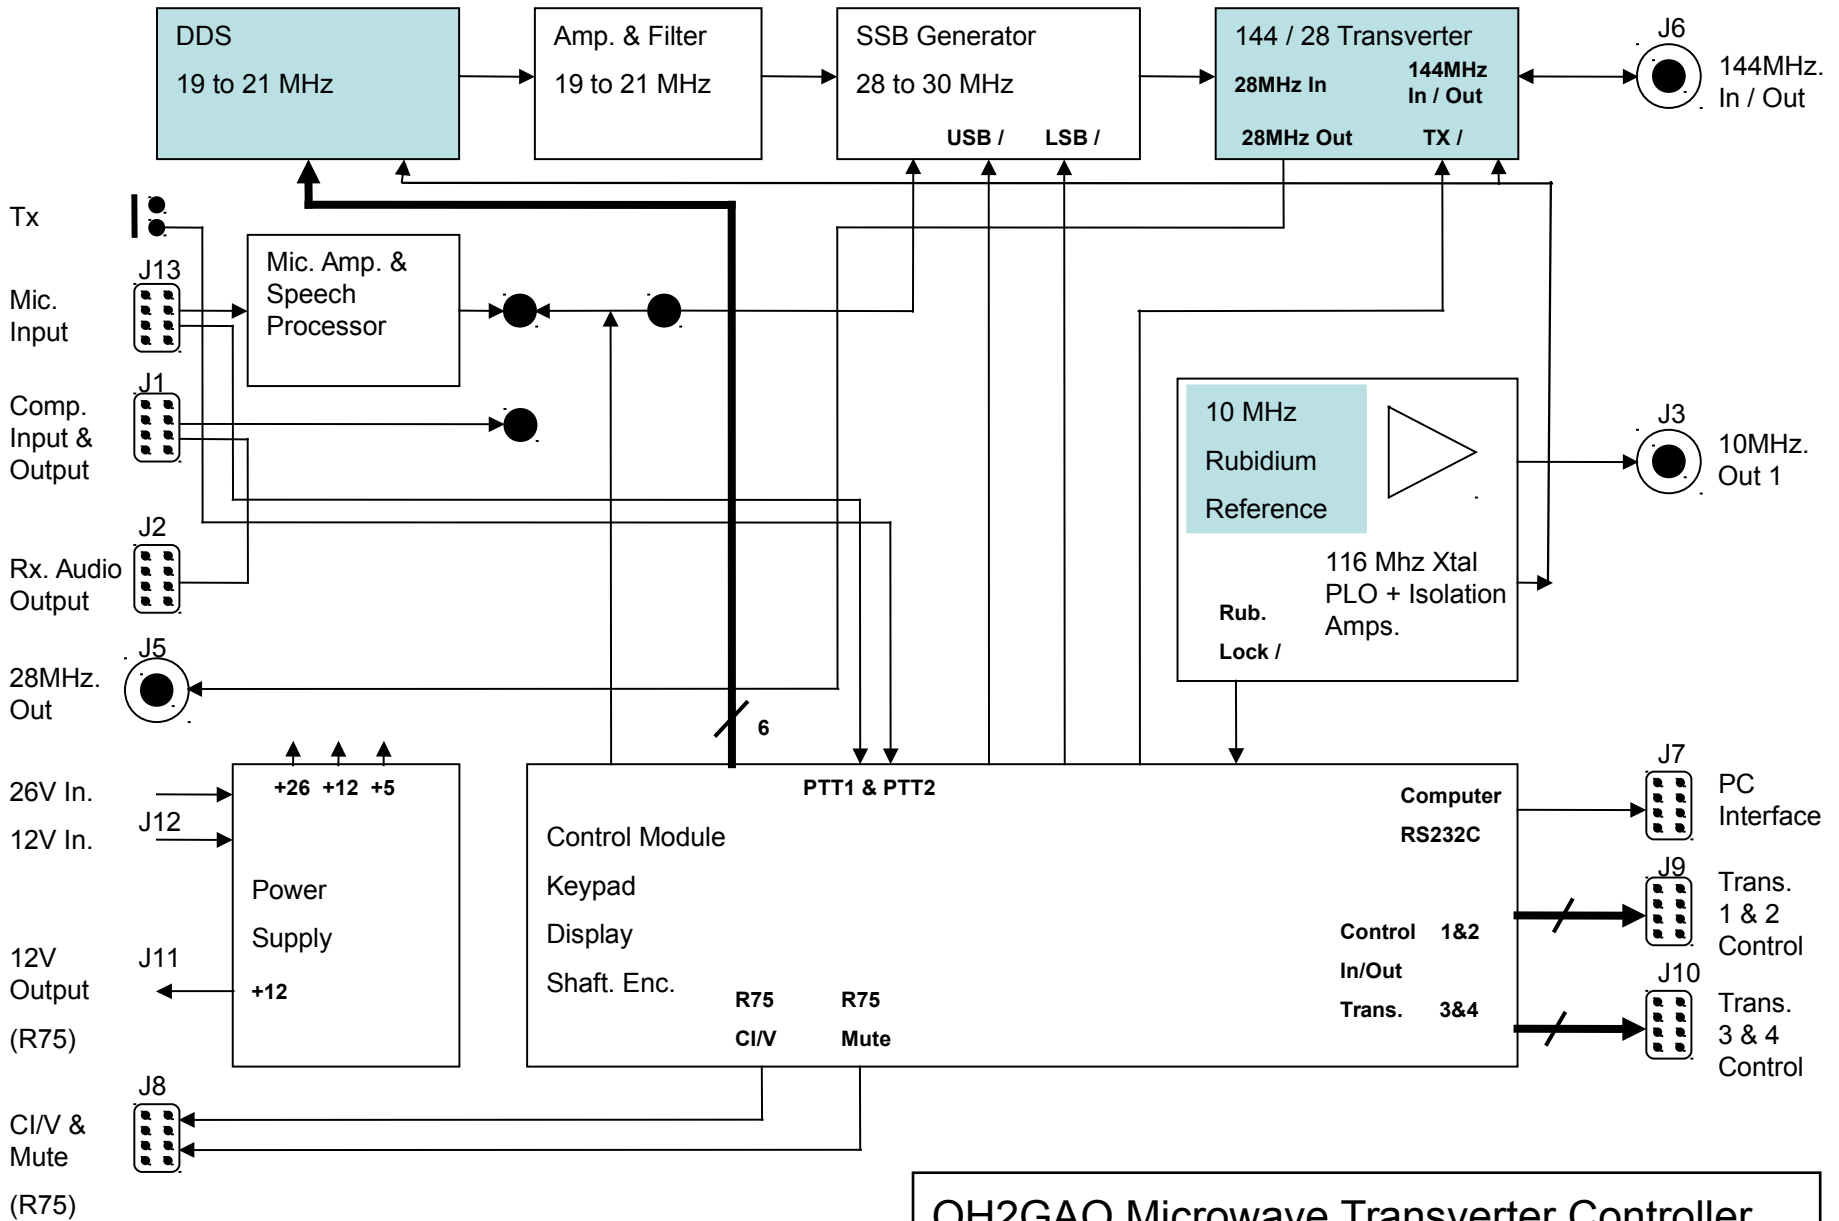 DDS
19 to 21 MHz
Amp. & Filter
19 to 21 MHz
SSB Generator
28 to 30 MHz
USB /
LSB /
144 / 28 Transverter
28MHz In
144MHz
In / Out
28MHz Out
TX /
J6
144MHz.
In / Out
Tx
J13
Mic.
Input
Mic. Amp. &
Speech
Processor
J1
Comp.
Input &
Output
J2
Rx. Audio
Output
J5
28MHz.
Out
10 MHz
Rubidium
Reference
116 Mhz Xtal
PLO + Isolation
Amps.
Rub.
Lock /
J3
10MHz.
Out 1
6
26V In.
12V In.
J12
+26 +12 +5
Power
Supply
+12
12V
Output
(R75)
J11
PTT1 & PTT2
Control Module
Keypad
Display
Shaft. Enc.
R75
CI/V
R75
Mute
Computer
RS232C
Control 1&2
In/Out
Trans. 3&4
J7
PC
Interface
J9
Trans.
1 & 2
Control
J10
Trans.
3 & 4
Control
J8
CI/V &
Mute
(R75)
OH2GAQ Microwave Transverter Controller